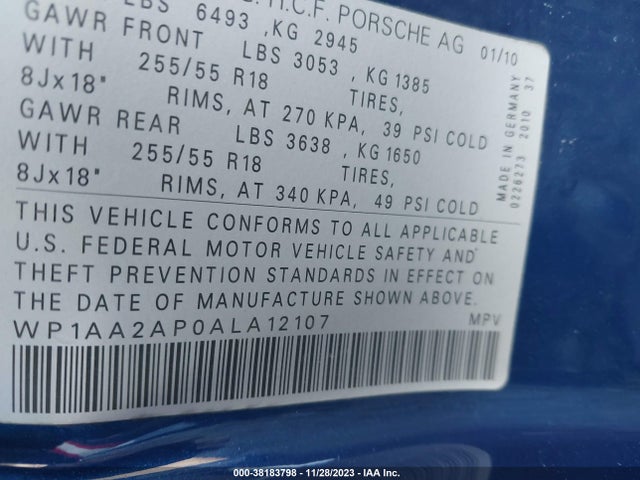 H.C.F. PORSCHE AG 01/10
LBS 6493 , KG 2945
GAWR FRONT LBS 3053 , KG 1385
WITH 255/55 R18 TIRES,
8Jx18" RIMS, AT 270 KPA, 39 PSI COLD
GAWR REAR LBS 3638 , KG 1650
WITH 255/55 R18 TIRES,
8Jx18" RIMS, AT 340 KPA, 49 PSI COLD
MADE IN GERMANY
0226273 2010 37
THIS VEHICLE CONFORMS TO ALL APPLICABLE
U.S. FEDERAL MOTOR VEHICLE SAFETY AND
THEFT PREVENTION STANDARDS IN EFFECT ON
THE DATE OF MANUFACTURE SHOWN ABOVE.
WP1AA2AP0ALA12107 MPV
000-38183798 - 11/28/2023 - IAA Inc.